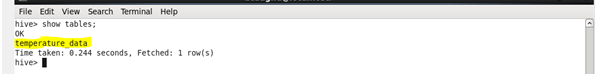 File Edit View Search Terminal Help
hive> show tables;
OK
temperature_data
Time taken: 0.244 seconds, Fetched: 1 row(s)
hive>